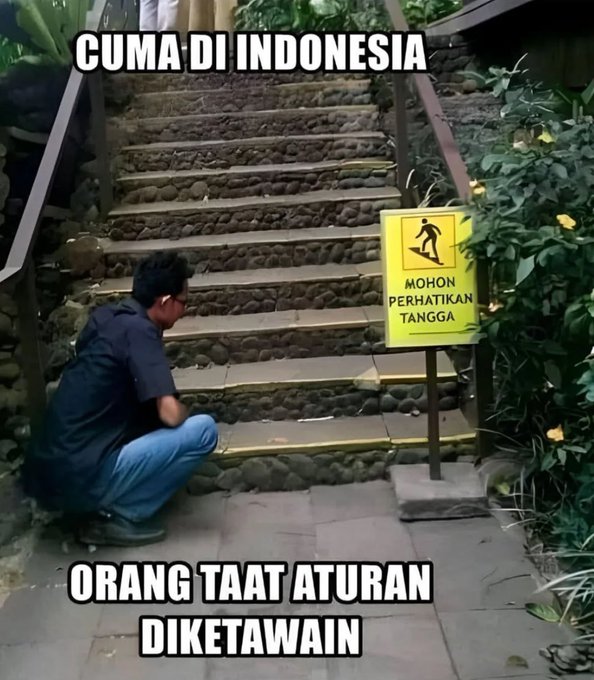 CUMA DI INDONESIA
MOHON
PERHATIKAN
TANGGA
ORANG TAAT ATURAN
DIKETAWAIN